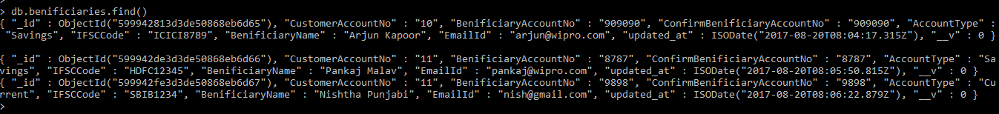 > db.benificiaries.find()
{ "_id" : ObjectId("599942813d3de50868eb6d65"), "CustomerAccountNo" : "10", "BenificiaryAccountNo" : "909090", "ConfirmBenificiaryAccountNo" : "909090", "AccountType" :
 "Savings", "IFSCCode" : "ICICI8789", "BenificiaryName" : "Arjun Kapoor", "EmailId" : "arjun@wipro.com", "updated_at" : ISODate("2017-08-20T08:04:17.315Z"), "__v" : 0 }
{ "_id" : ObjectId("599942de3d3de50868eb6d66"), "CustomerAccountNo" : "11", "BenificiaryAccountNo" : "8787", "ConfirmBenificiaryAccountNo" : "8787", "AccountType" : "Sa
vings", "IFSCCode" : "HDFC12345", "BenificiaryName" : "Pankaj Malav", "EmailId" : "pankaj@wipro.com", "updated_at" : ISODate("2017-08-20T08:05:50.815Z"), "__v" : 0 }
{ "_id" : ObjectId("599942fe3d3de50868eb6d67"), "CustomerAccountNo" : "11", "BenificiaryAccountNo" : "9898", "ConfirmBenificiaryAccountNo" : "9898", "AccountType" : "Cu
rrent", "IFSCCode" : "SBIB1234", "BenificiaryName" : "Nishtha Punjabi", "EmailId" : "nish@gmail.com", "updated_at" : ISODate("2017-08-20T08:06:22.879Z"), "__v" : 0 }
>